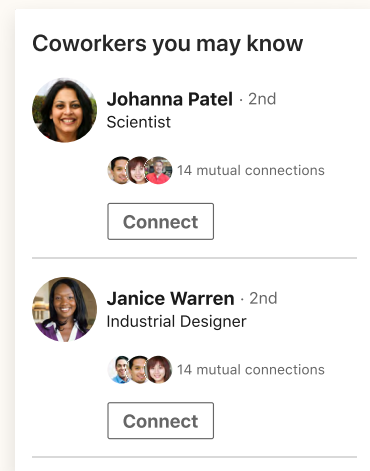 Coworkers you may know
Johanna Patel · 2nd
Scientist
14 mutual connections
Connect
Janice Warren · 2nd
Industrial Designer
14 mutual connections
Connect